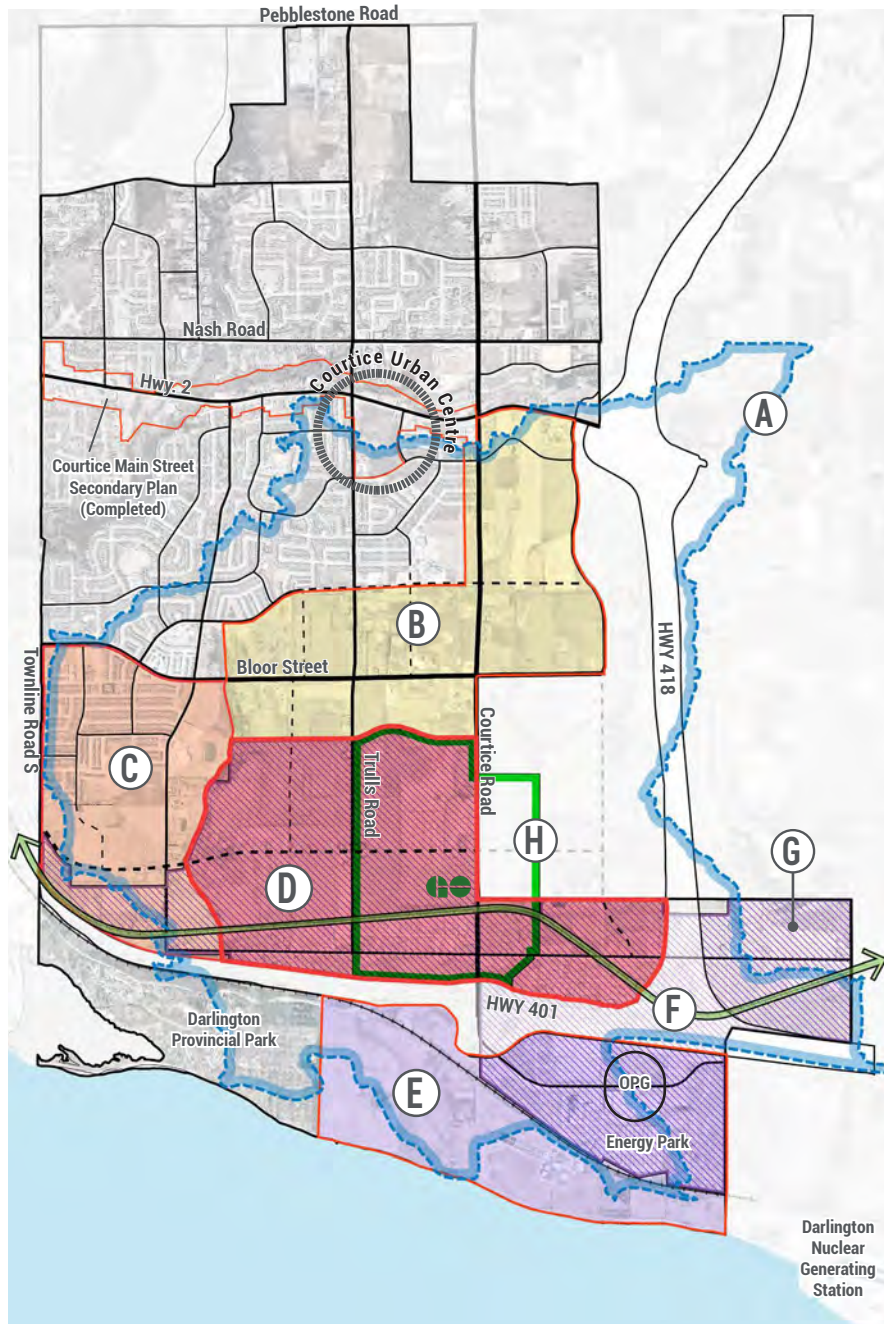 Pebblestone Road
Nash Road
Courtice Urban Centre
Hwy. 2
A
Courtice Main Street
Secondary Plan
(Completed)
B
Bloor Street
HWY 418
Townline Road S
C
Courtice Road
Trulls Road
H
G
D
GO
HWY 401
F
Darlington
Provincial Park
E
OPG
Energy Park
Darlington
Nuclear
Generating
Station